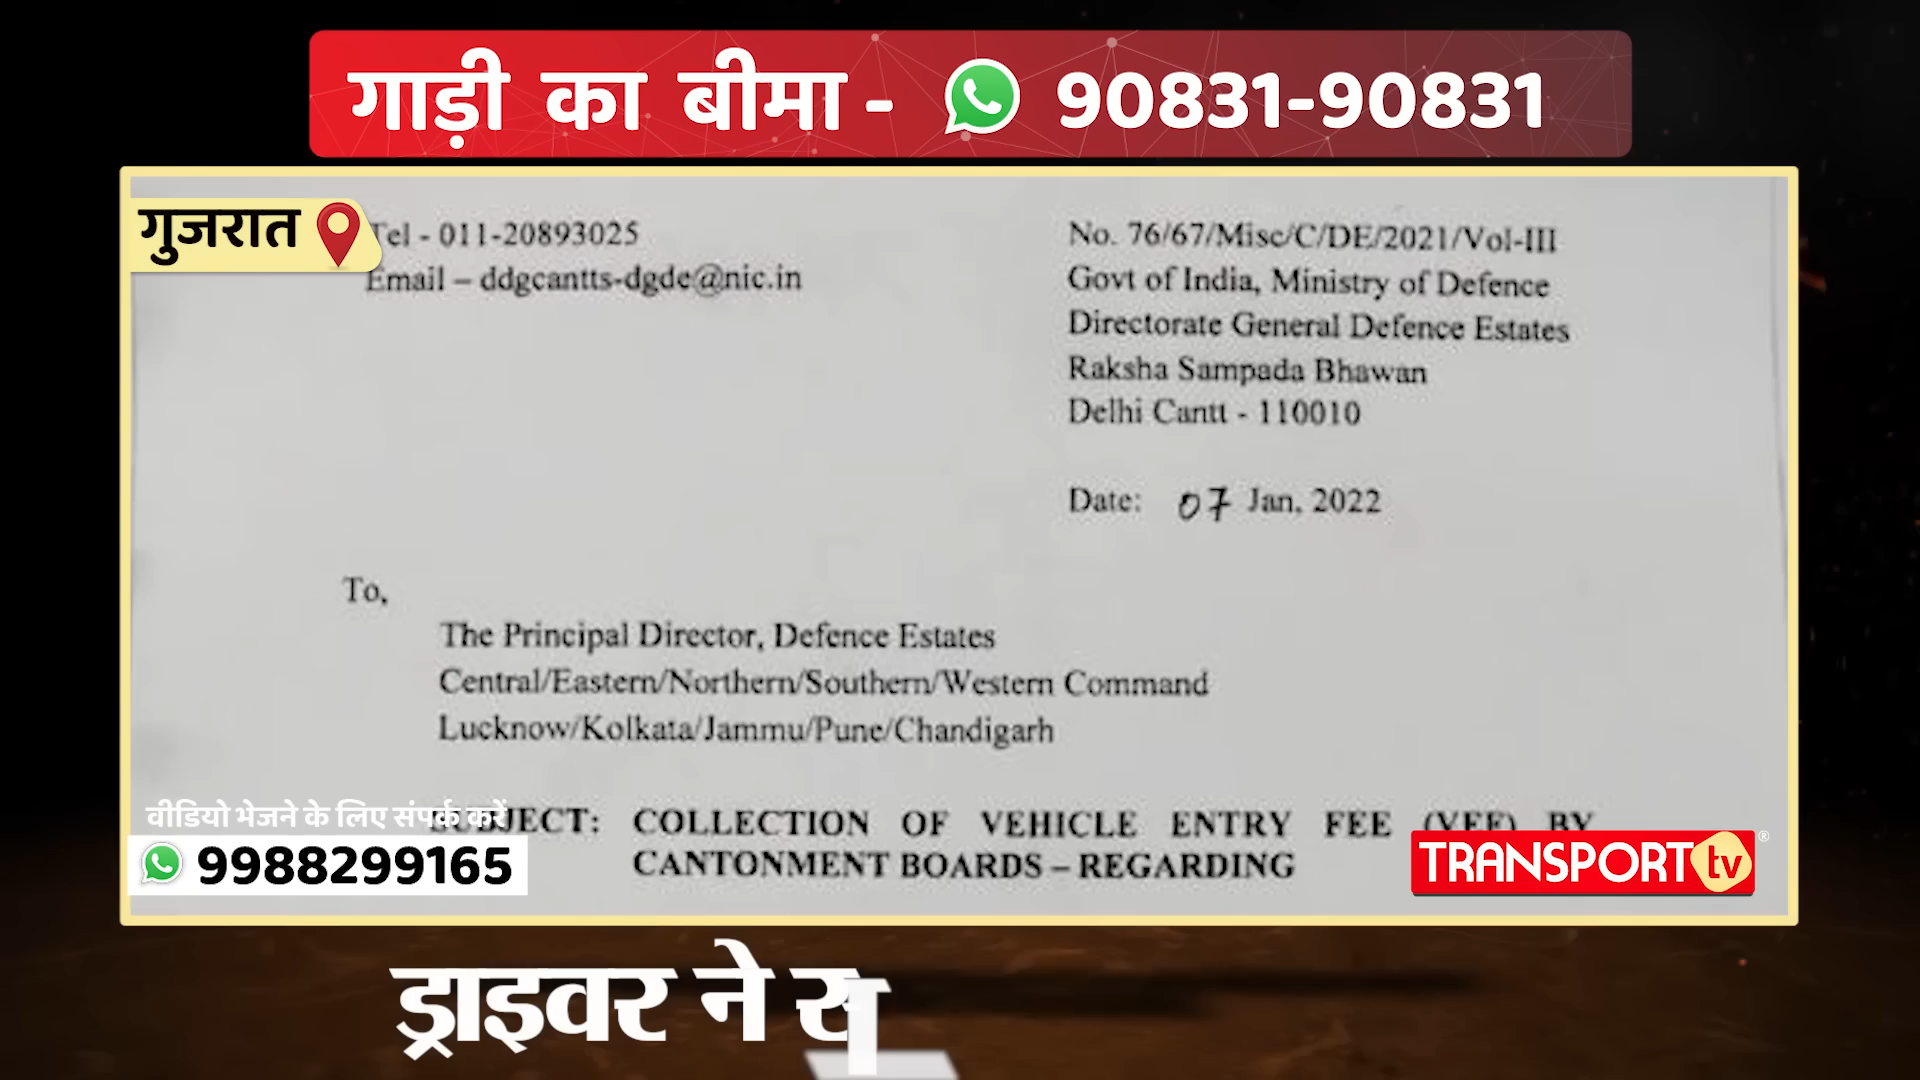 गाड़ी का बीमा - 90831-90831
गुजरात
Tel - 011-20893025
Email – ddgcantts-dgde@nic.in
No. 76/67/Misc/C/DE/2021/Vol-III
Govt of India, Ministry of Defence
Directorate General Defence Estates
Raksha Sampada Bhawan
Delhi Cantt - 110010
Date: 07 Jan, 2022
To,
The Principal Director, Defence Estates
Central/Eastern/Northern/Southern/Western Command
Lucknow/Kolkata/Jammu/Pune/Chandigarh
SUBJECT: COLLECTION OF VEHICLE ENTRY FEE (VEF) BY
CANTONMENT BOARDS – REGARDING
वीडियो भेजने के लिए संपर्क करें
9988299165
TRANSPORT tv ®
ड्राइवर ने